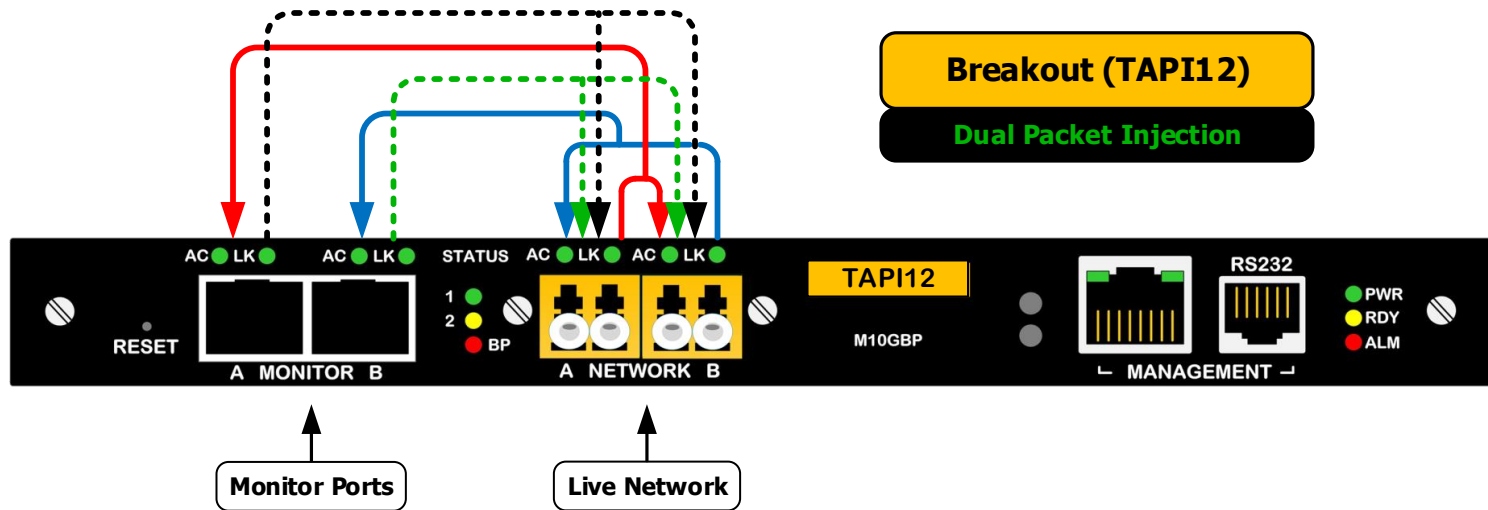 Breakout (TAPI12)
Dual Packet Injection
AC LK AC LK STATUS AC LK AC LK
TAPI12
RS232
1
2
BP
PWR
RDY
ALM
RESET
M10GBP
A MONITOR B
A NETWORK B
MANAGEMENT
Monitor Ports
Live Network